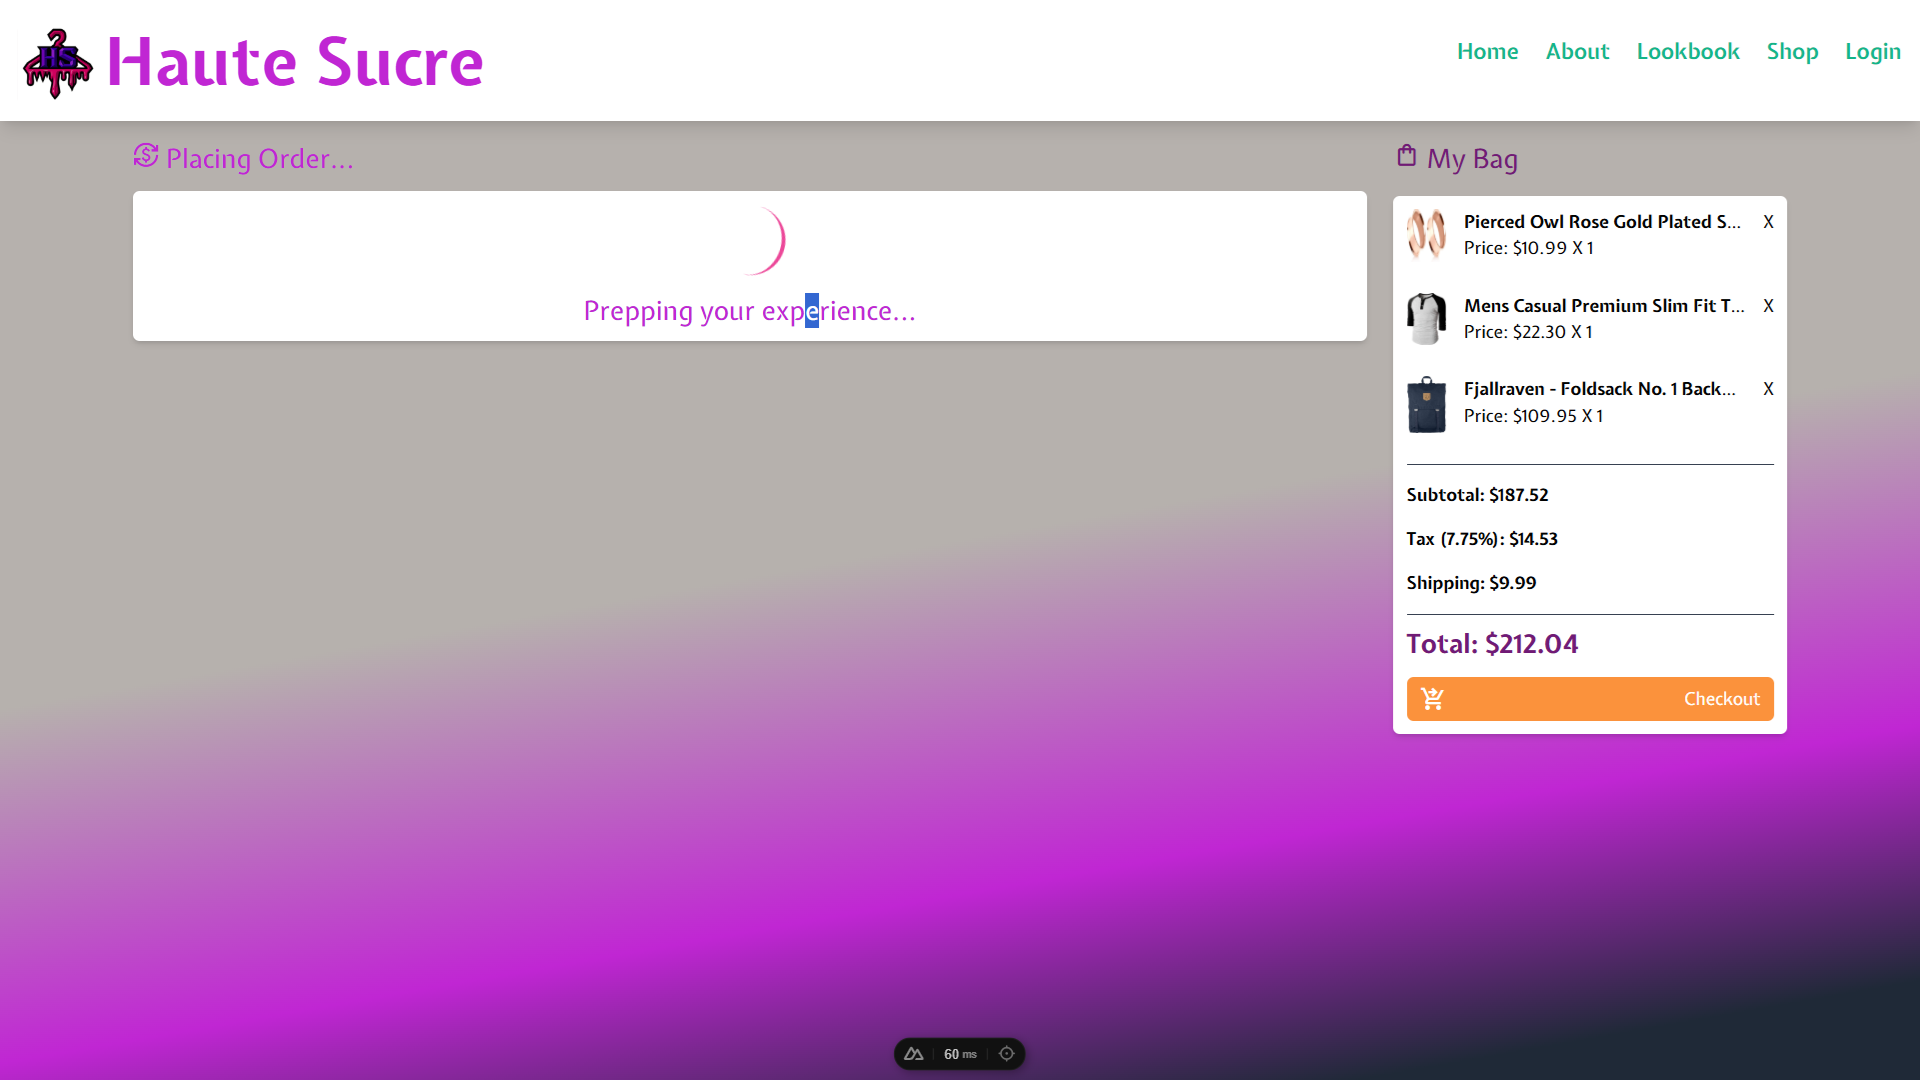 HS
Haute Sucre
Home About Lookbook Shop Login
Placing Order...
Prepping your experience...
My Bag
Pierced Owl Rose Gold Plated S... X
Price: $10.99 X 1
Mens Casual Premium Slim Fit T... X
Price: $22.30 X 1
Fjallraven - Foldsack No. 1 Back... X
Price: $109.95 X 1
Subtotal: $187.52
Tax (7.75%): $14.53
Shipping: $9.99
Total: $212.04
Checkout
60 ms